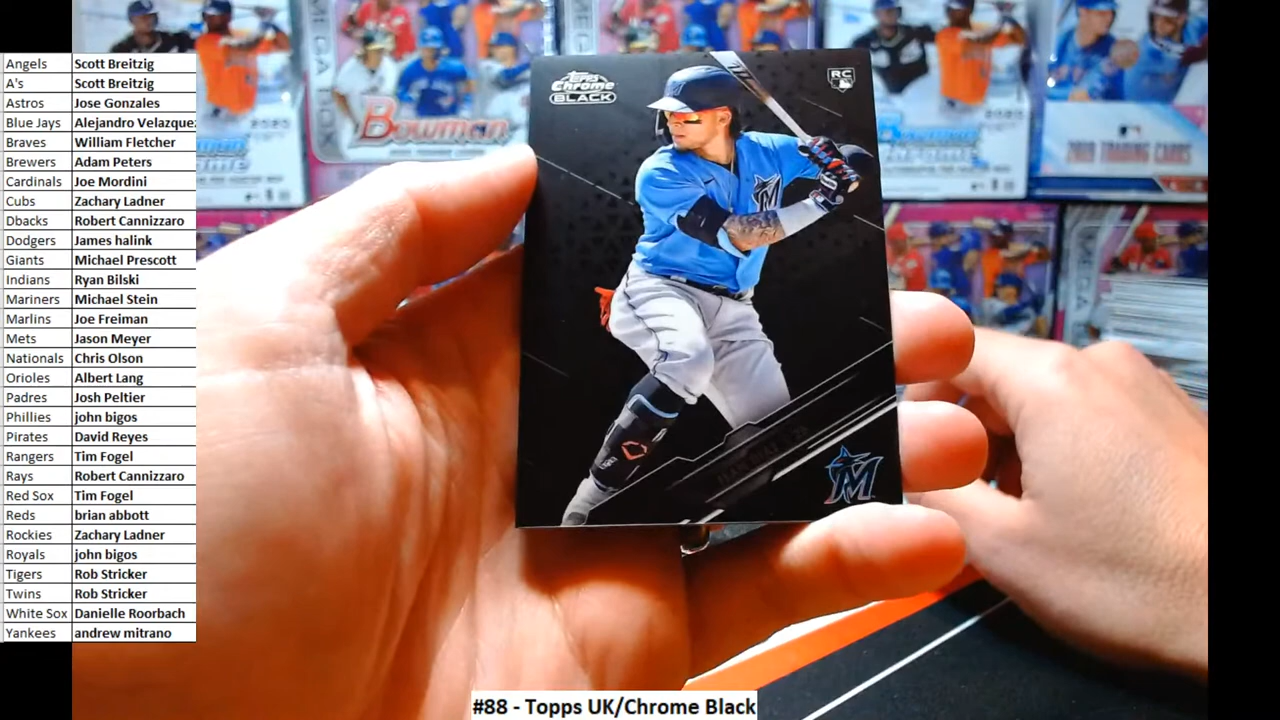 Angels Scott Breitzig
A's Scott Breitzig
Astros Jose Gonzales
Blue Jays Alejandro Velazquez
Braves William Fletcher
Brewers Adam Peters
Cardinals Joe Mordini
Cubs Zachary Ladner
Dbacks Robert Cannizzaro
Dodgers James halink
Giants Michael Prescott
Indians Ryan Bilski
Mariners Michael Stein
Marlins Joe Freiman
Mets Jason Meyer
Nationals Chris Olson
Orioles Albert Lang
Padres Josh Peltier
Phillies john bigos
Pirates David Reyes
Rangers Tim Fogel
Rays Robert Cannizzaro
Red Sox Tim Fogel
Reds brian abbott
Rockies Zachary Ladner
Royals john bigos
Tigers Rob Stricker
Twins Rob Stricker
White Sox Danielle Roorbach
Yankees andrew mitrano
Topps
Chrome
BLACK
RC
M
M
Bowman
Bowman
2020 TRADING CARDS
#88 - Topps UK/Chrome Black